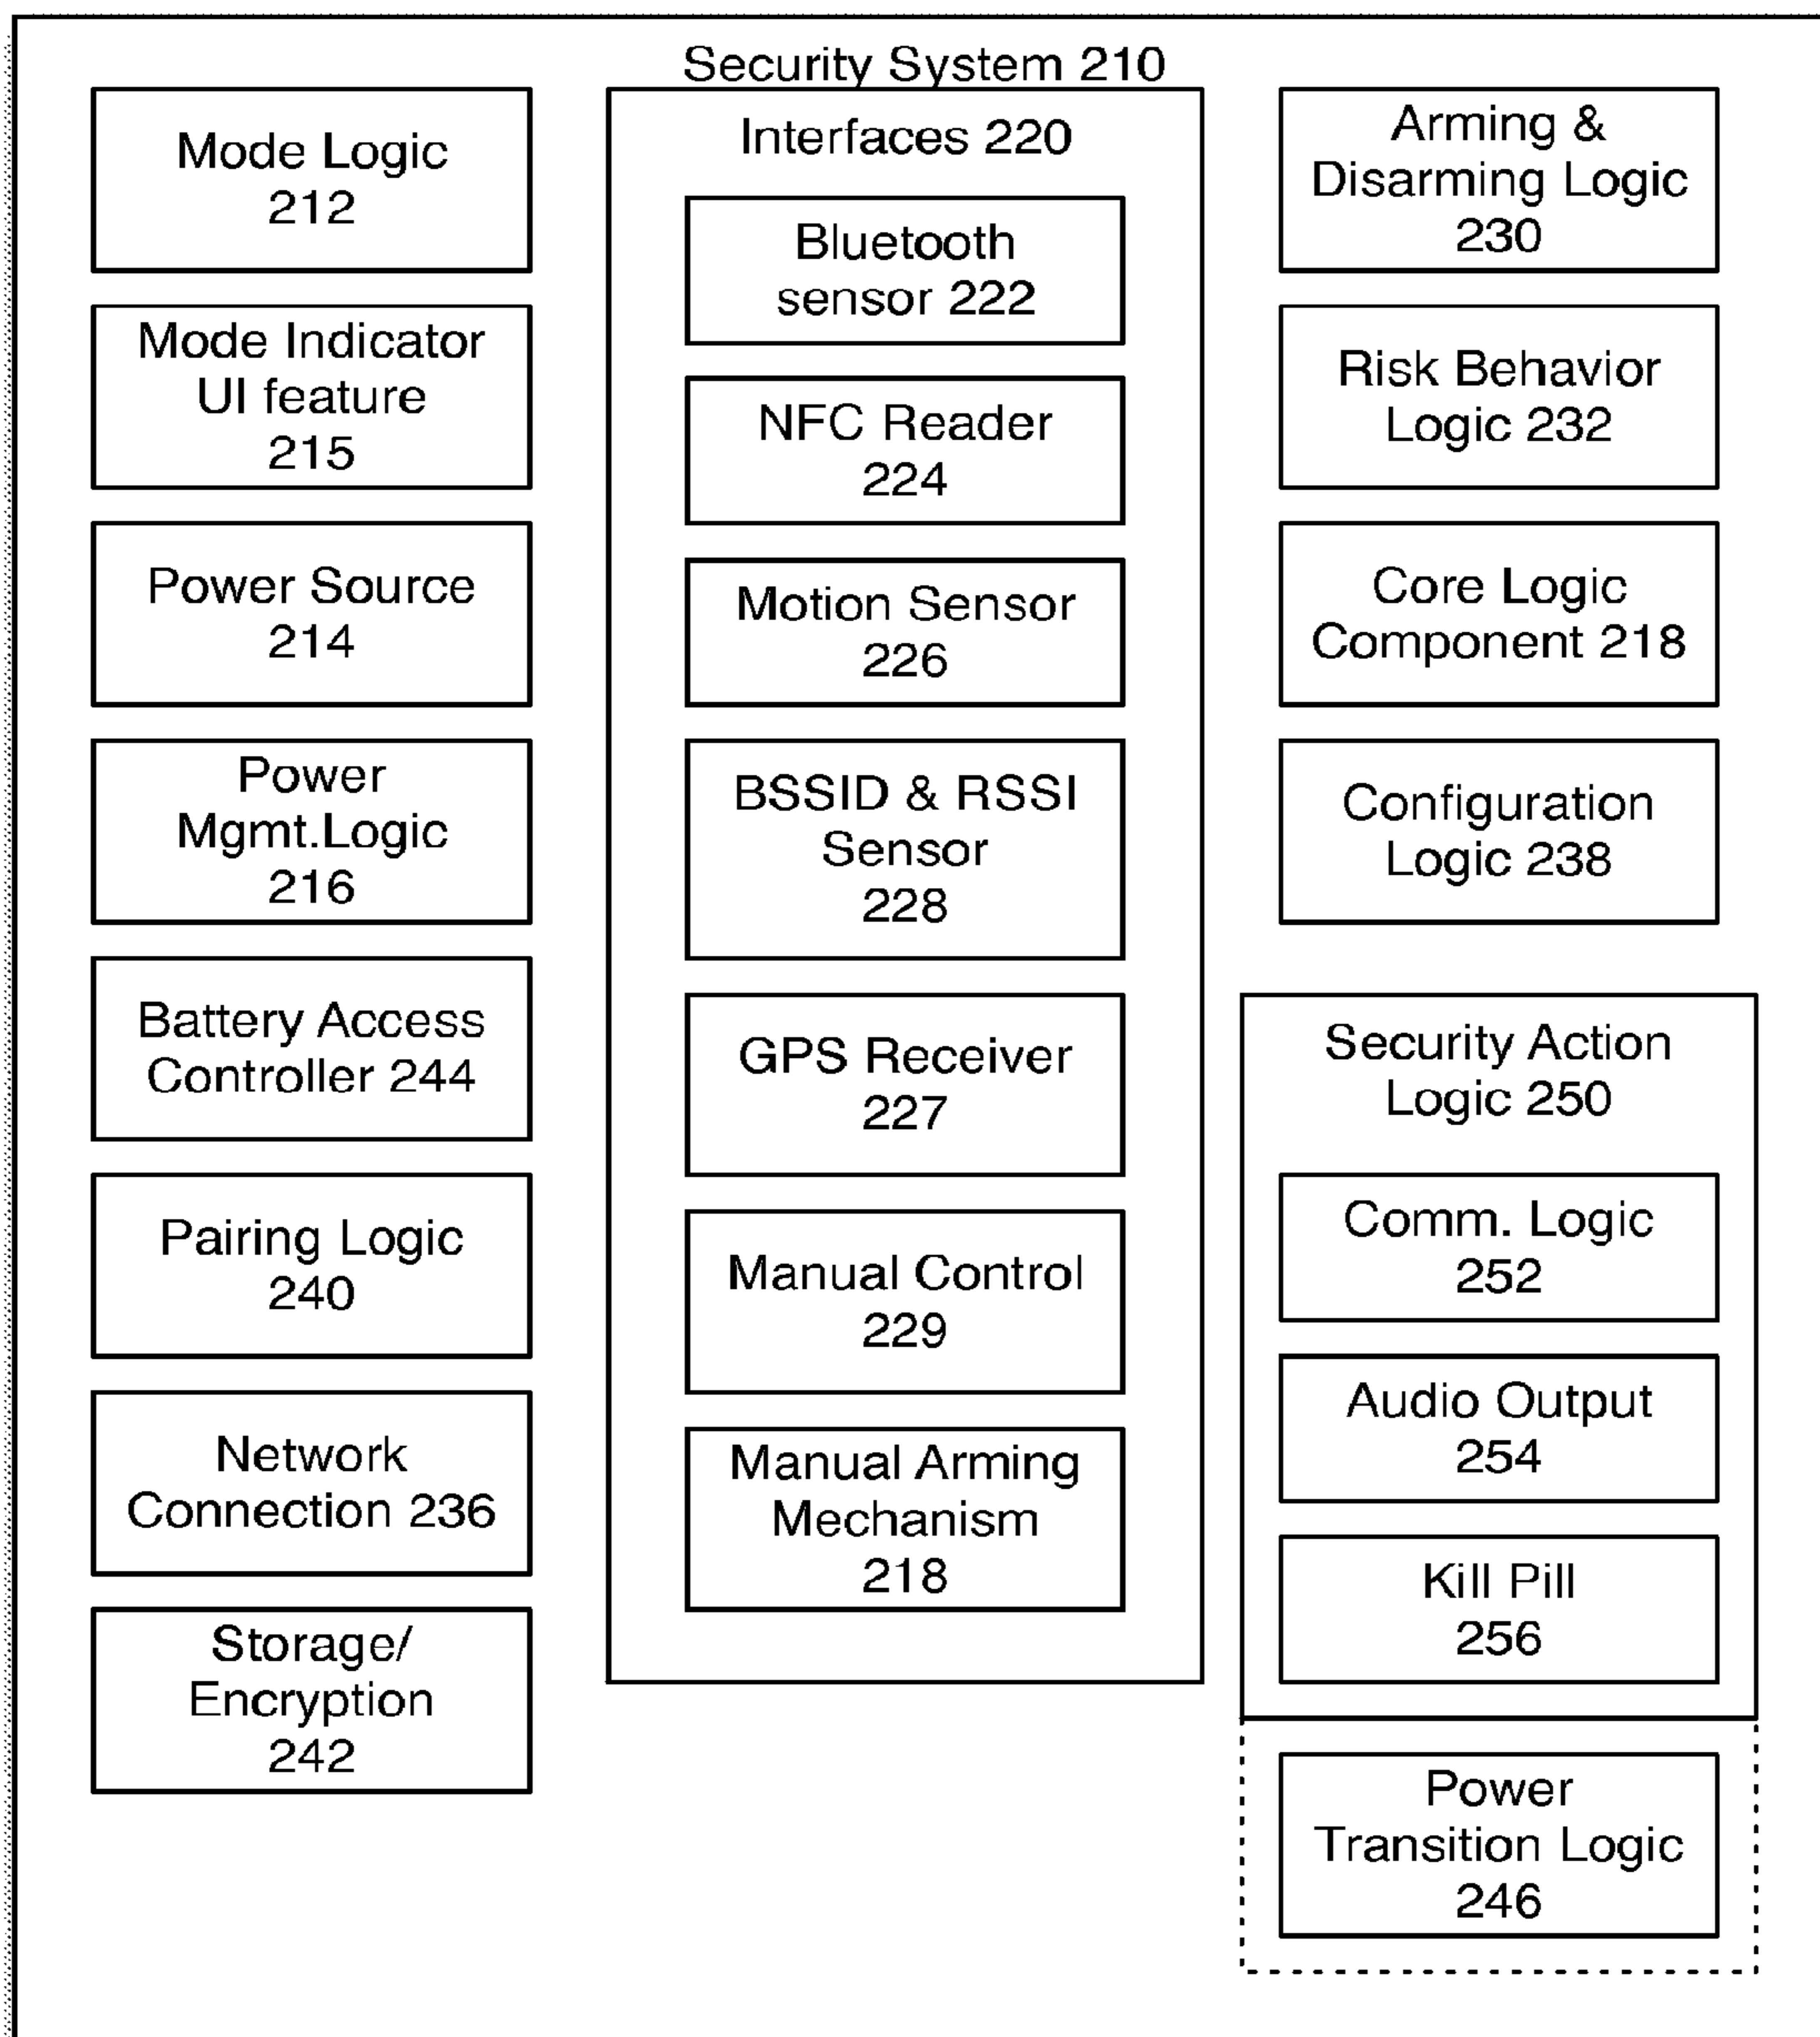 Security System 210
Mode Logic
212
Mode Indicator
UI feature
215
Power Source
214
Power
Mgmt.Logic
216
Battery Access
Controller 244
Pairing Logic
240
Network
Connection 236
Storage/
Encryption
242
Interfaces 220
Bluetooth
sensor 222
NFC Reader
224
Motion Sensor
226
BSSID & RSSI
Sensor
228
GPS Receiver
227
Manual Control
229
Manual Arming
Mechanism
218
Arming &
Disarming Logic
230
Risk Behavior
Logic 232
Core Logic
Component 218
Configuration
Logic 238
Security Action
Logic 250
Comm. Logic
252
Audio Output
254
Kill Pill
256
Power
Transition Logic
246